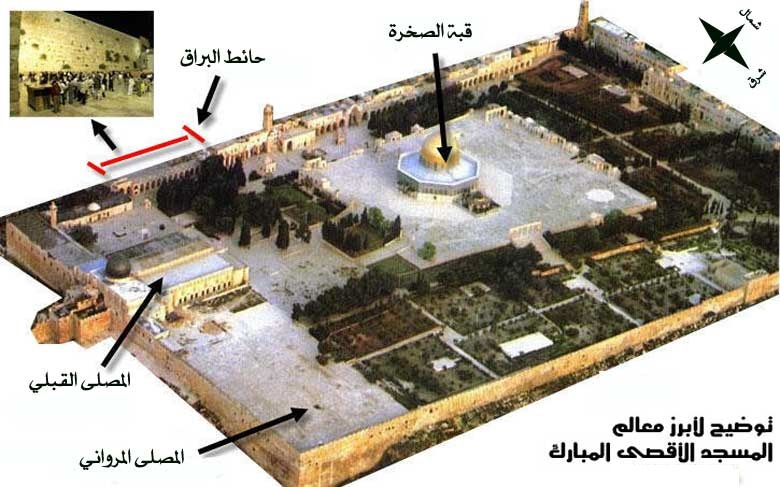 شمال
شرق
قبة الصخرة
حائط البراق
المصلى القبلي
المصلى المرواني
توضيح لأبرز معالم
المسجد الأقصى المبارك